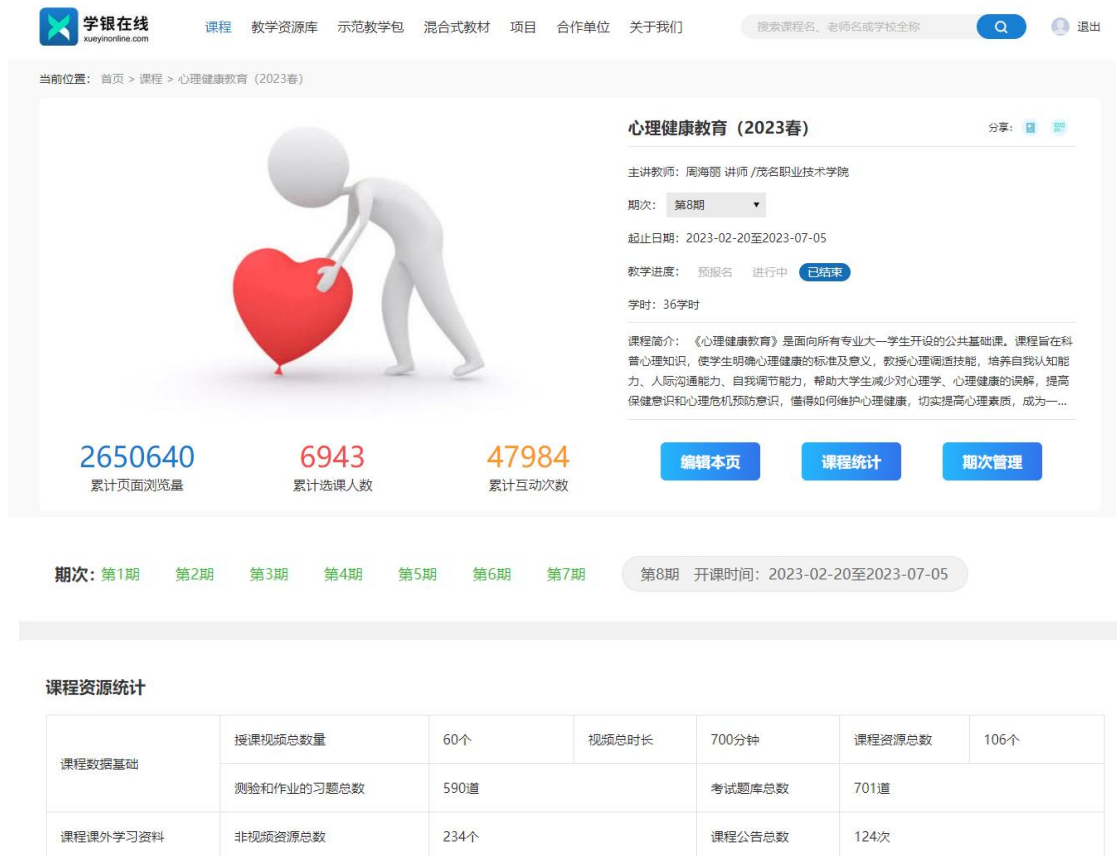 学银在线
xueyinonline.com
课程 教学资源库 示范教学包 混合式教材 项目 合作单位 关于我们 搜索课程名、老师名或学校全称 退出
当前位置： 首页 > 课程 > 心理健康教育（2023春）
心理健康教育（2023春） 分享：
主讲教师：周海丽 讲师 /茂名职业技术学院
期次： 第8期
起止日期：2023-02-20至2023-07-05
教学进度： 预报名 进行中 已结束
学时：36学时
课程简介： 《心理健康教育》是面向所有专业大一学生开设的公共基础课。课程旨在科
普心理知识，使学生明确心理健康的标准及意义，教授心理调适技能，培养自我认知能
力、人际沟通能力、自我调节能力，帮助大学生减少对心理学、心理健康的误解，提高
保健意识和心理危机预防意识，懂得如何维护心理健康，切实提高心理素质，成为一...
2650640 6943 47984
累计页面浏览量 累计选课人数 累计互动次数
编辑本页 课程统计 期次管理
期次：第1期 第2期 第3期 第4期 第5期 第6期 第7期 第8期 开课时间：2023-02-20至2023-07-05
课程资源统计
课程数据基础
授课视频总数量 60个 视频总时长 700分钟 课程资源总数 106个
测验和作业的习题总数 590道 考试题库总数 701道
课程课外学习资料 非视频资源总数 234个 课程公告总数 124次